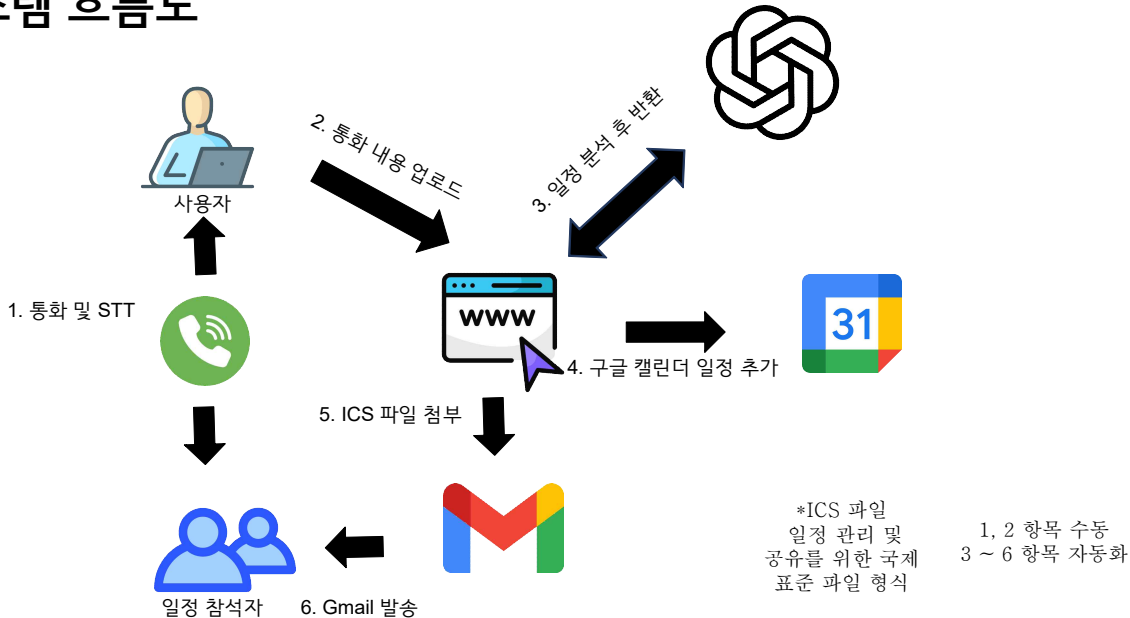 흐름도
2. 통화 내용 업로드
3. 일정 분석 후 반환
사용자
1. 통화 및 STT
WWW
31
4. 구글 캘린더 일정 추가
5. ICS 파일 첨부
*ICS 파일
일정 관리 및
공유를 위한 국제
표준 파일 형식
1, 2 항목 수동
3 ~ 6 항목 자동화
일정 참석자
6. Gmail 발송